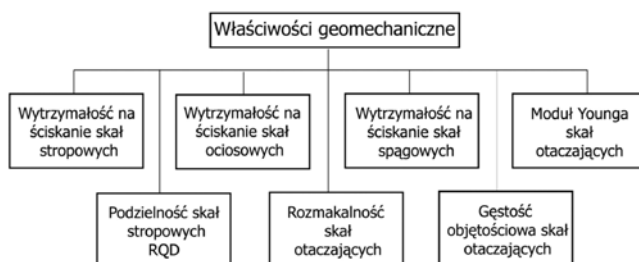 Właściwości geomechaniczne
Wytrzymałość na
ściskanie skał
stropowych
Wytrzymałość na
ściskanie skał
ociosowych
Wytrzymałość na
ściskanie skał
spągowych
Moduł Younga
skał
otaczających
Podzielność skał
stropowych
RQD
Rozmakalność
skał
otaczających
Gęstość
objętościowa skał
otaczających